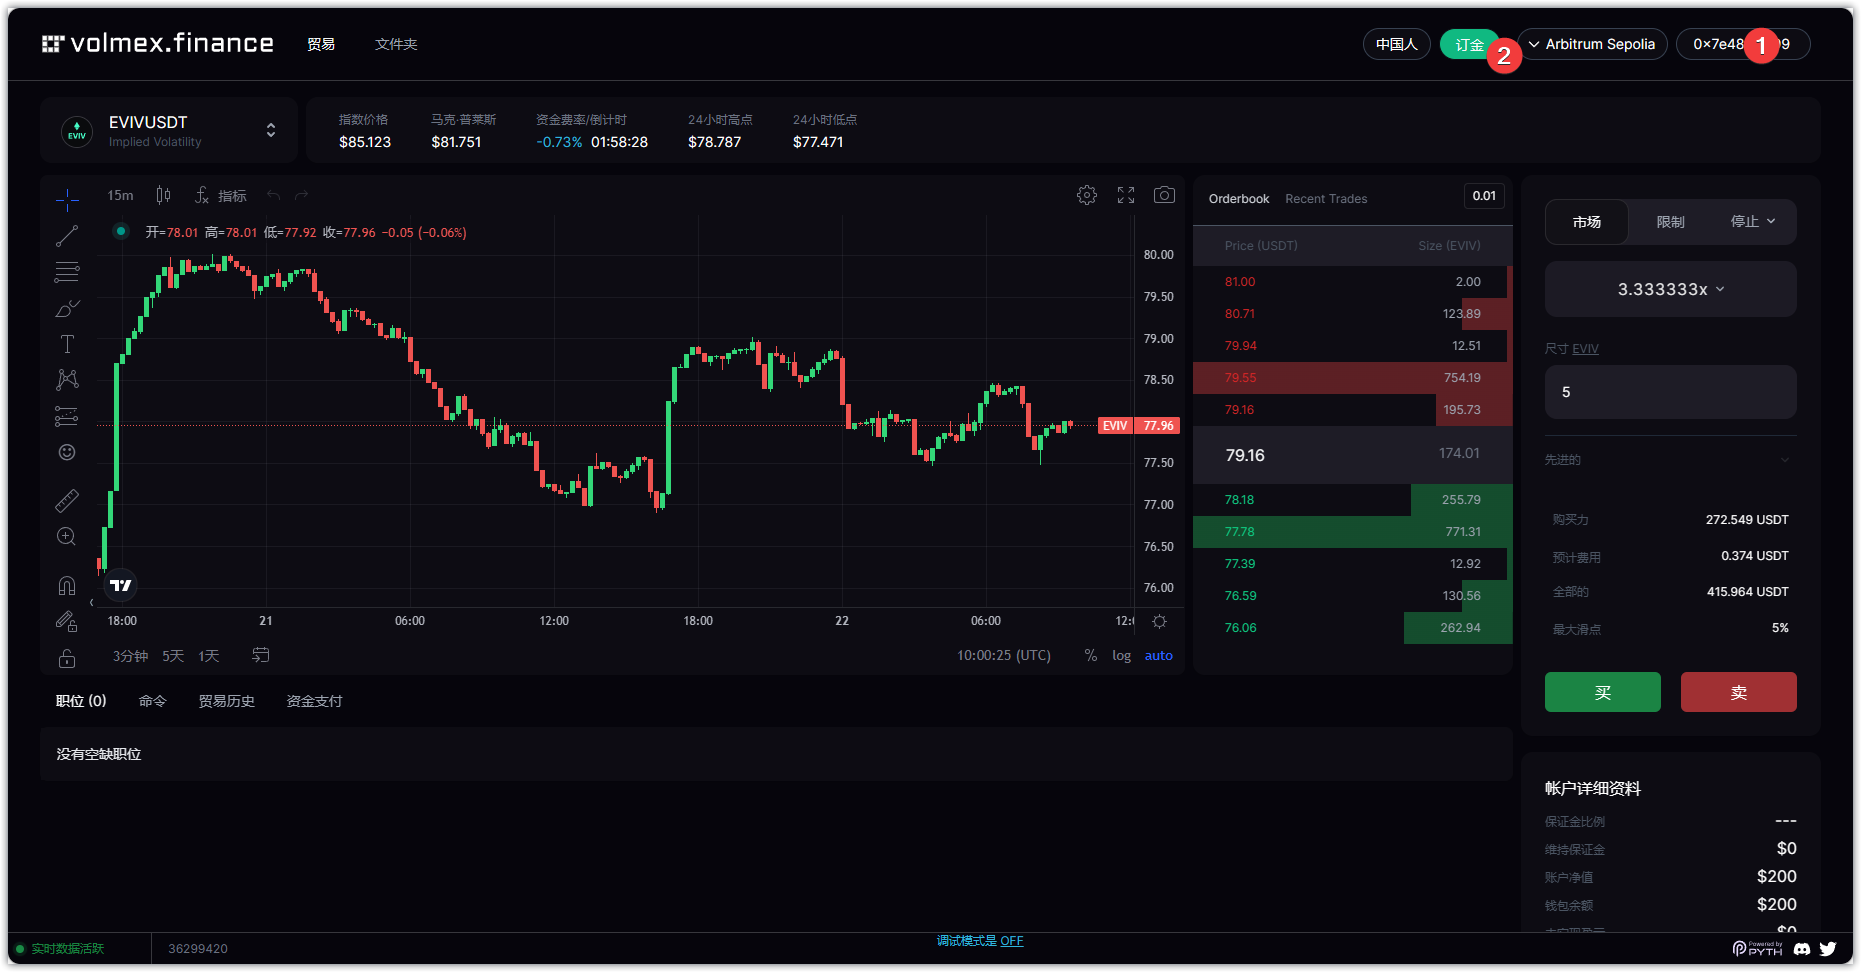 volmex.finance 贸易 文件夹 中国人 订金 2 Arbitrum Sepolia 0×7e48 1 9
EVIV EVIVUSDT
Implied Volatility
指数价格 马克·普莱斯 资金费率/倒计时 24小时高点 24小时低点
$85.123 $81.751 -0.73% 01:58:28 $78.787 $77.471
15m 指标
开=78.01 高=78.01 低=77.92 收=77.96 −0.05 (−0.06%)
80.00
79.50
79.00
78.50
EVIV 77.96
77.50
77.00
76.50
76.00
18:00 21 06:00 12:00 18:00 22 06:00 12:0
3分钟 5天 1天 10:00:25 (UTC) % log auto
Orderbook Recent Trades 0.01
Price (USDT) Size (EVIV)
81.00 2.00
80.71 123.89
79.94 12.51
79.55 754.19
79.16 195.73
79.16 174.01
78.18 255.79
77.78 771.31
77.39 12.92
76.59 130.56
76.06 262.94
市场 限制 停止
3.333333x
尺寸 EVIV
5
先进的
购买力 272.549 USDT
预计费用 0.374 USDT
全部的 415.964 USDT
最大滑点 5%
买 卖
职位 (0) 命令 贸易历史 资金支付
没有空缺职位
帐户详细资料
保证金比例 ---
维持保证金 $0
账户净值 $200
钱包余额 $200
$0
实时数据活跃 36299420 调试模式是 OFF Powered by PYTH